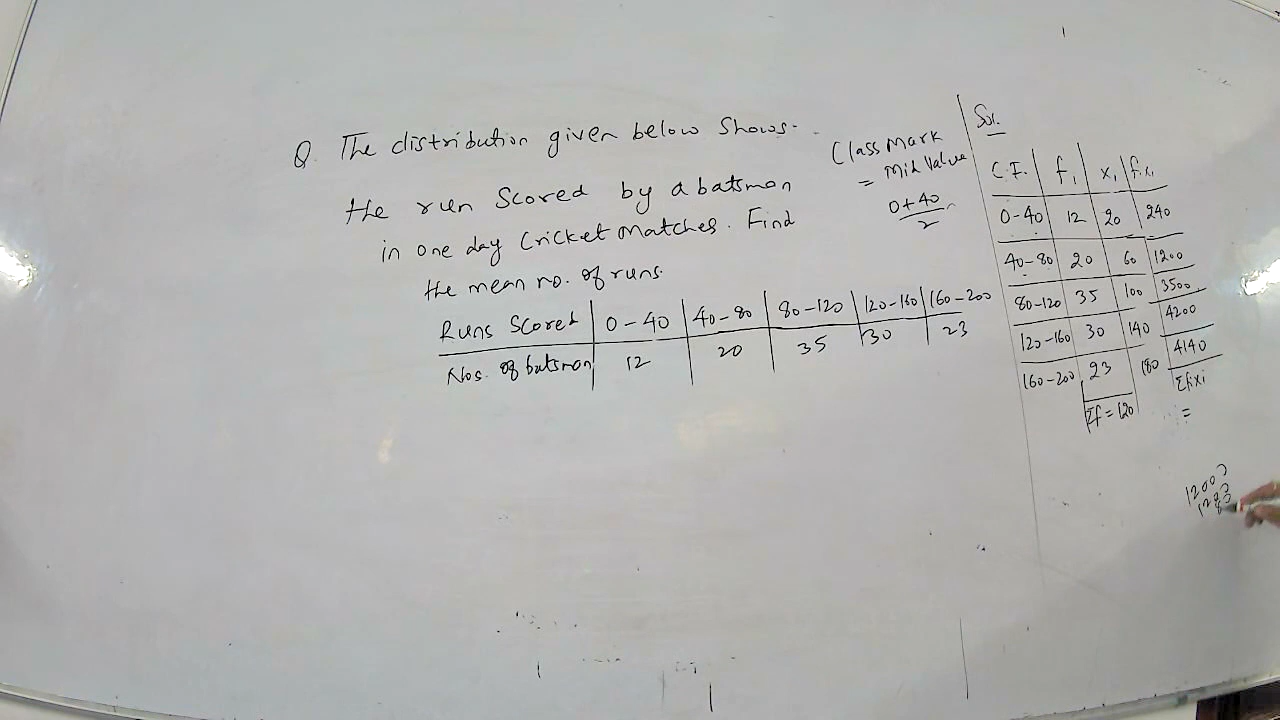 Q. The distribution given below shows.
the run scored by a batsman
in one day cricket matches. Find
the mean no. of runs.
Runs Scored 0-40 40-80 80-120 120-160 160-200
Nos. of batsman 12 20 35 30 23
Class Mark
= Mid Value
0+40
2
Sol.
C.I. f₁ x₁ fixi
0-40 12 20 240
40-80 20 60 1200
80-120 35 100 3500
120-160 30 140 4200
160-200 23 180 4140
Σf = 120 Σfixi
=